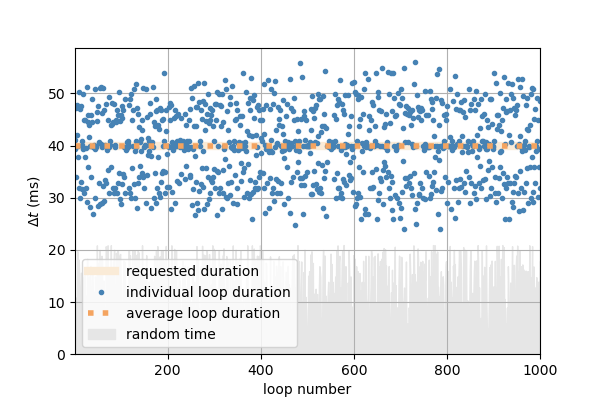 50
40
30
20
10
0
Δt (ms)
requested duration
individual loop duration
average loop duration
random time
200 400 600 800 1000
loop number